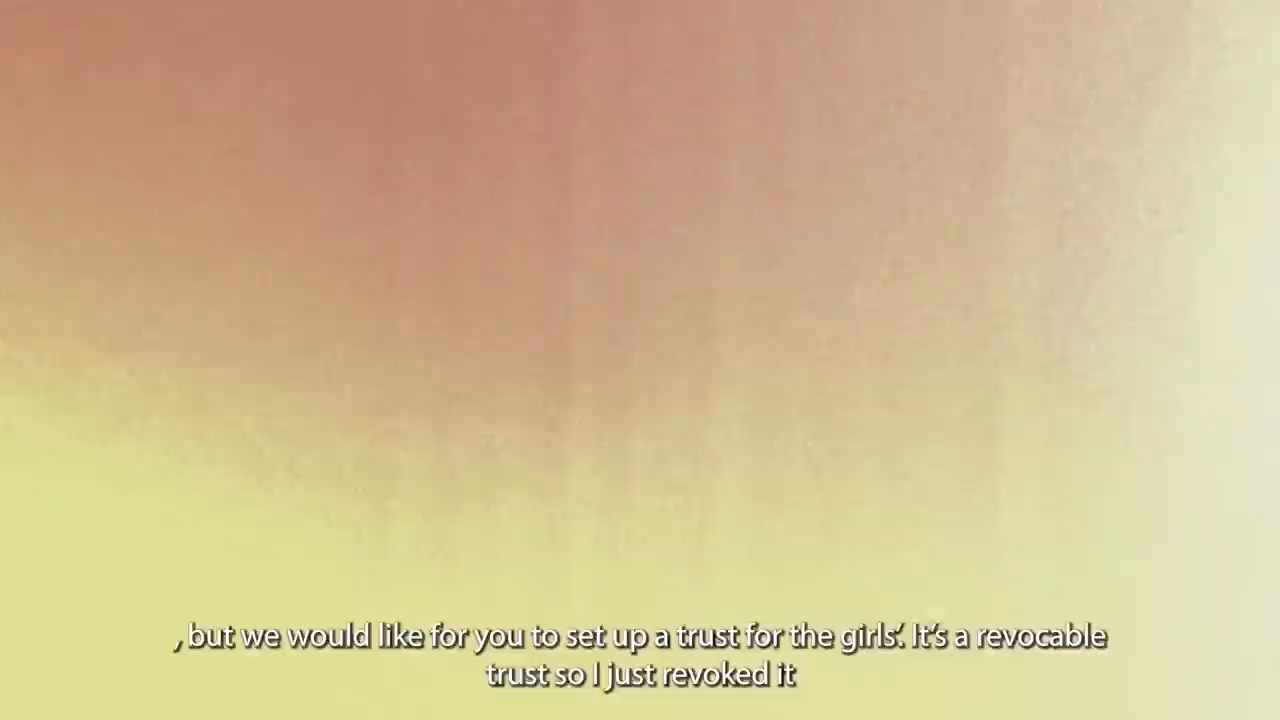 , but we would like for you to set up a trust for the girls’. It’s a revocable
trust so I just revoked it